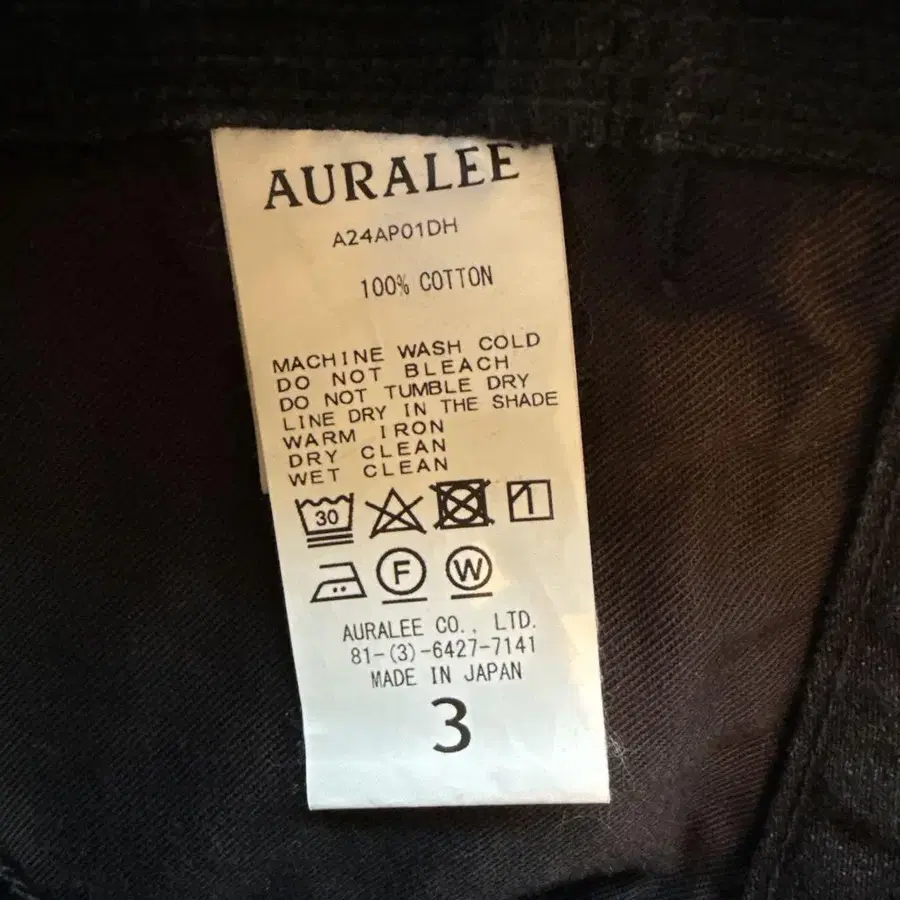 AURALEE
A24AP01DH
100% COTTON
MACHINE WASH COLD
DO NOT BLEACH
DO NOT TUMBLE DRY
LINE DRY IN THE SHADE
WARM IRON
DRY CLEAN
WET CLEAN
30
F W
AURALEE CO., LTD.
81-(3)-6427-7141
MADE IN JAPAN
3